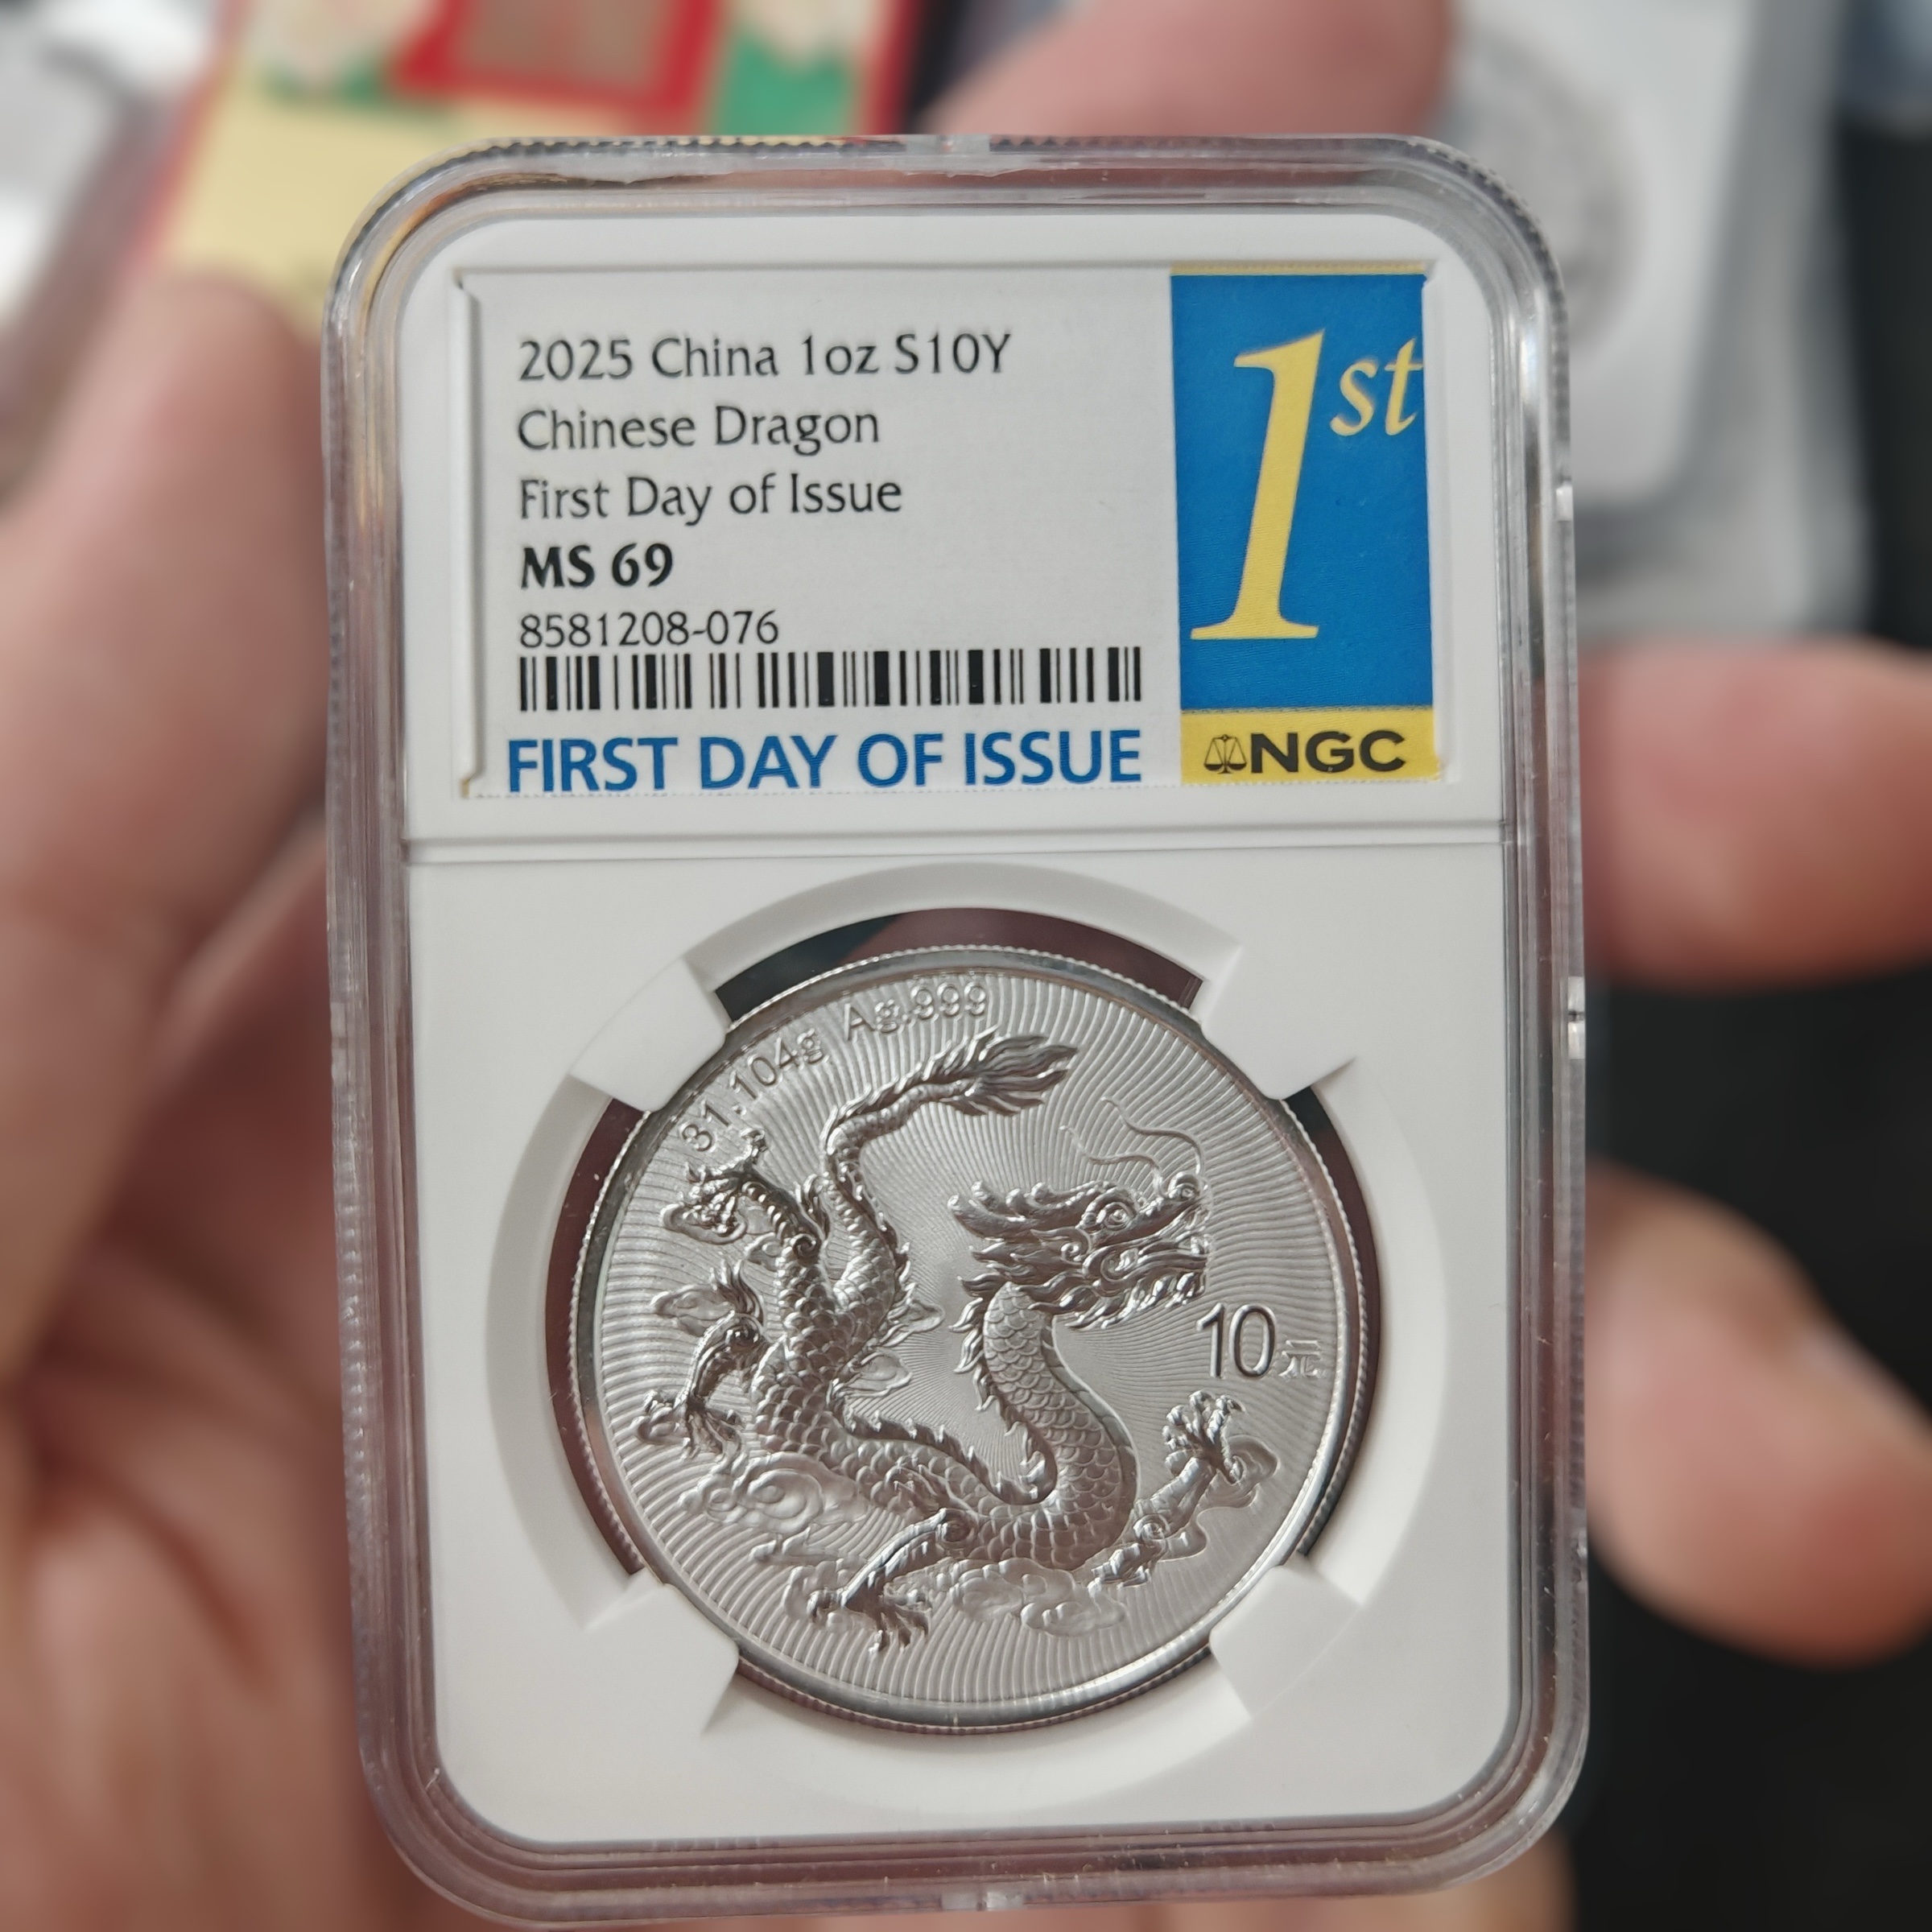 2025 China 1oz S10Y
Chinese Dragon
First Day of Issue
MS 69
8581208-076
FIRST DAY OF ISSUE
1st
NGC
31.104g Ag.999
10元